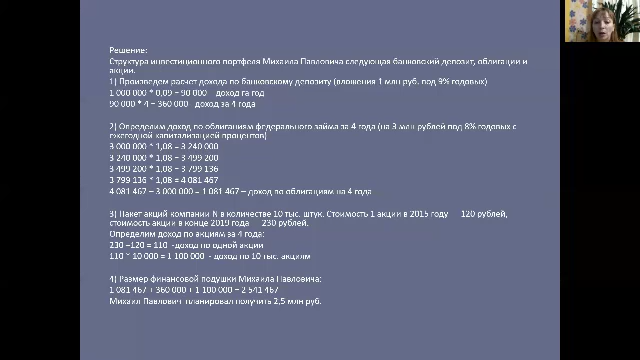 Решение:
Структура инвестиционного портфеля Михаила Павловича следующая банковский депозит, облигации и
акции.
1) Произведем расчет дохода по банковскому депозиту (вложения 1 млн руб. под 9% годовых)
1 000 000 * 0,09 = 90 000 доход га год
90 000 * 4 = 360 000 - доход за 4 года
2) Определим доход по облигациям федерального займа за 4 года (на 3 млн рублей под 8% годовых с
ежегодной капитализацией процентов)
3 000 000 * 1,08 = 3 240 000
3 240 000 * 1,08 = 3 499 200
3 499 200 * 1,08 = 3 799 136
3 799 136 * 1,08 = 4 081 467
4 081 467 – 3 000 000 = 1 081 467 – доход по облигациям на 4 года
3) Пакет акций компании N в количестве 10 тыс. штук. Стоимость 1 акции в 2015 году 120 рублей,
стоимость акции в конце 2019 года 230 рублей.
Определим доход по акциям за 4 года:
230 –120 = 110 -доход по одной акции
110 * 10 000 = 1 100 000 - доход по 10 тыс. акциям
4) Размер финансовой подушки Михаила Павловича:
1 081 467 + 360 000 + 1 100 000 = 2 541 467
Михаил Павлович планировал получить 2,5 млн руб.